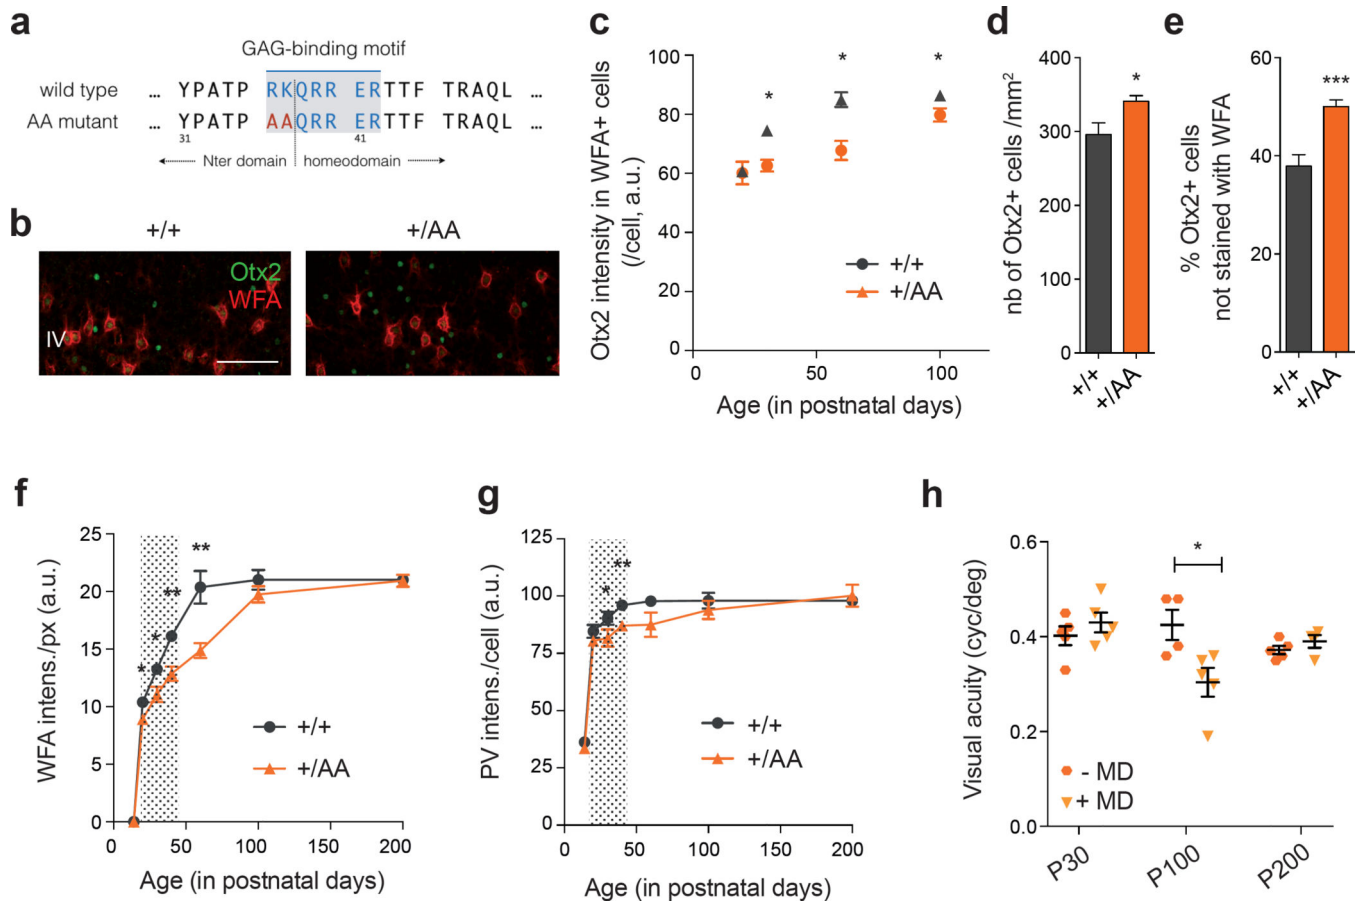 a
GAG-binding motif
wild type ... YPATP RKQRR ERTTF TRAQL ...
AA mutant ... YPATP AAQRR ERTTF TRAQL ...
31 41
Nter domain homeodomain
b
+/+ +/AA
Otx2
WFA
IV
c
Otx2 intensity in WFA+ cells
(/cell, a.u.)
100
80
60
40
20
0
* * *
+/+
+/AA
0 50 100
Age (in postnatal days)
d
nb of Otx2+ cells /mm²
400
300
200
100
0
*
+/+
+/AA
e
% Otx2+ cells
not stained with WFA
60
40
20
0
***
+/+
+/AA
f
WFA intens./px (a.u.)
25
20
15
10
5
0
* * ** **
+/+
+/AA
0 50 100 150 200
Age (in postnatal days)
g
PV intens./cell (a.u.)
125
100
75
50
25
0
* **
+/+
+/AA
0 50 100 150 200
Age (in postnatal days)
h
Visual acuity (cyc/deg)
0.6
0.4
0.2
0.0
*
- MD
+ MD
P30 P100 P200